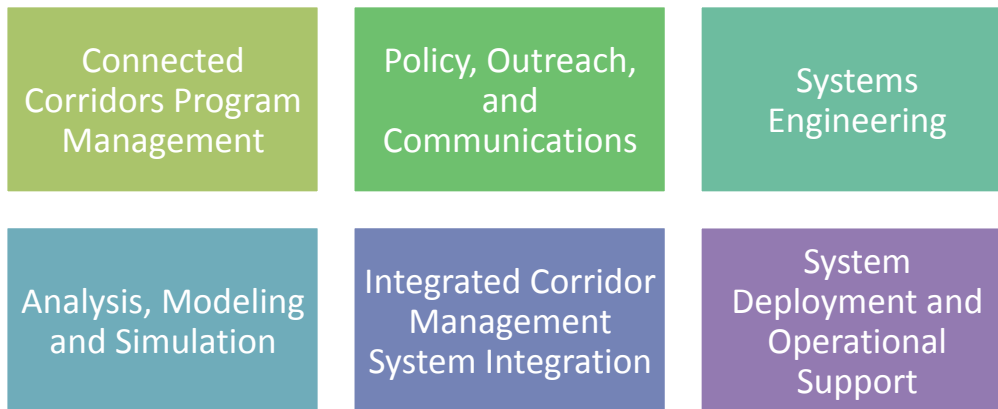 Connected
Corridors Program
Management
Policy, Outreach,
and
Communications
Systems
Engineering
Analysis, Modeling
and Simulation
Integrated Corridor
Management
System Integration
System
Deployment and
Operational
Support